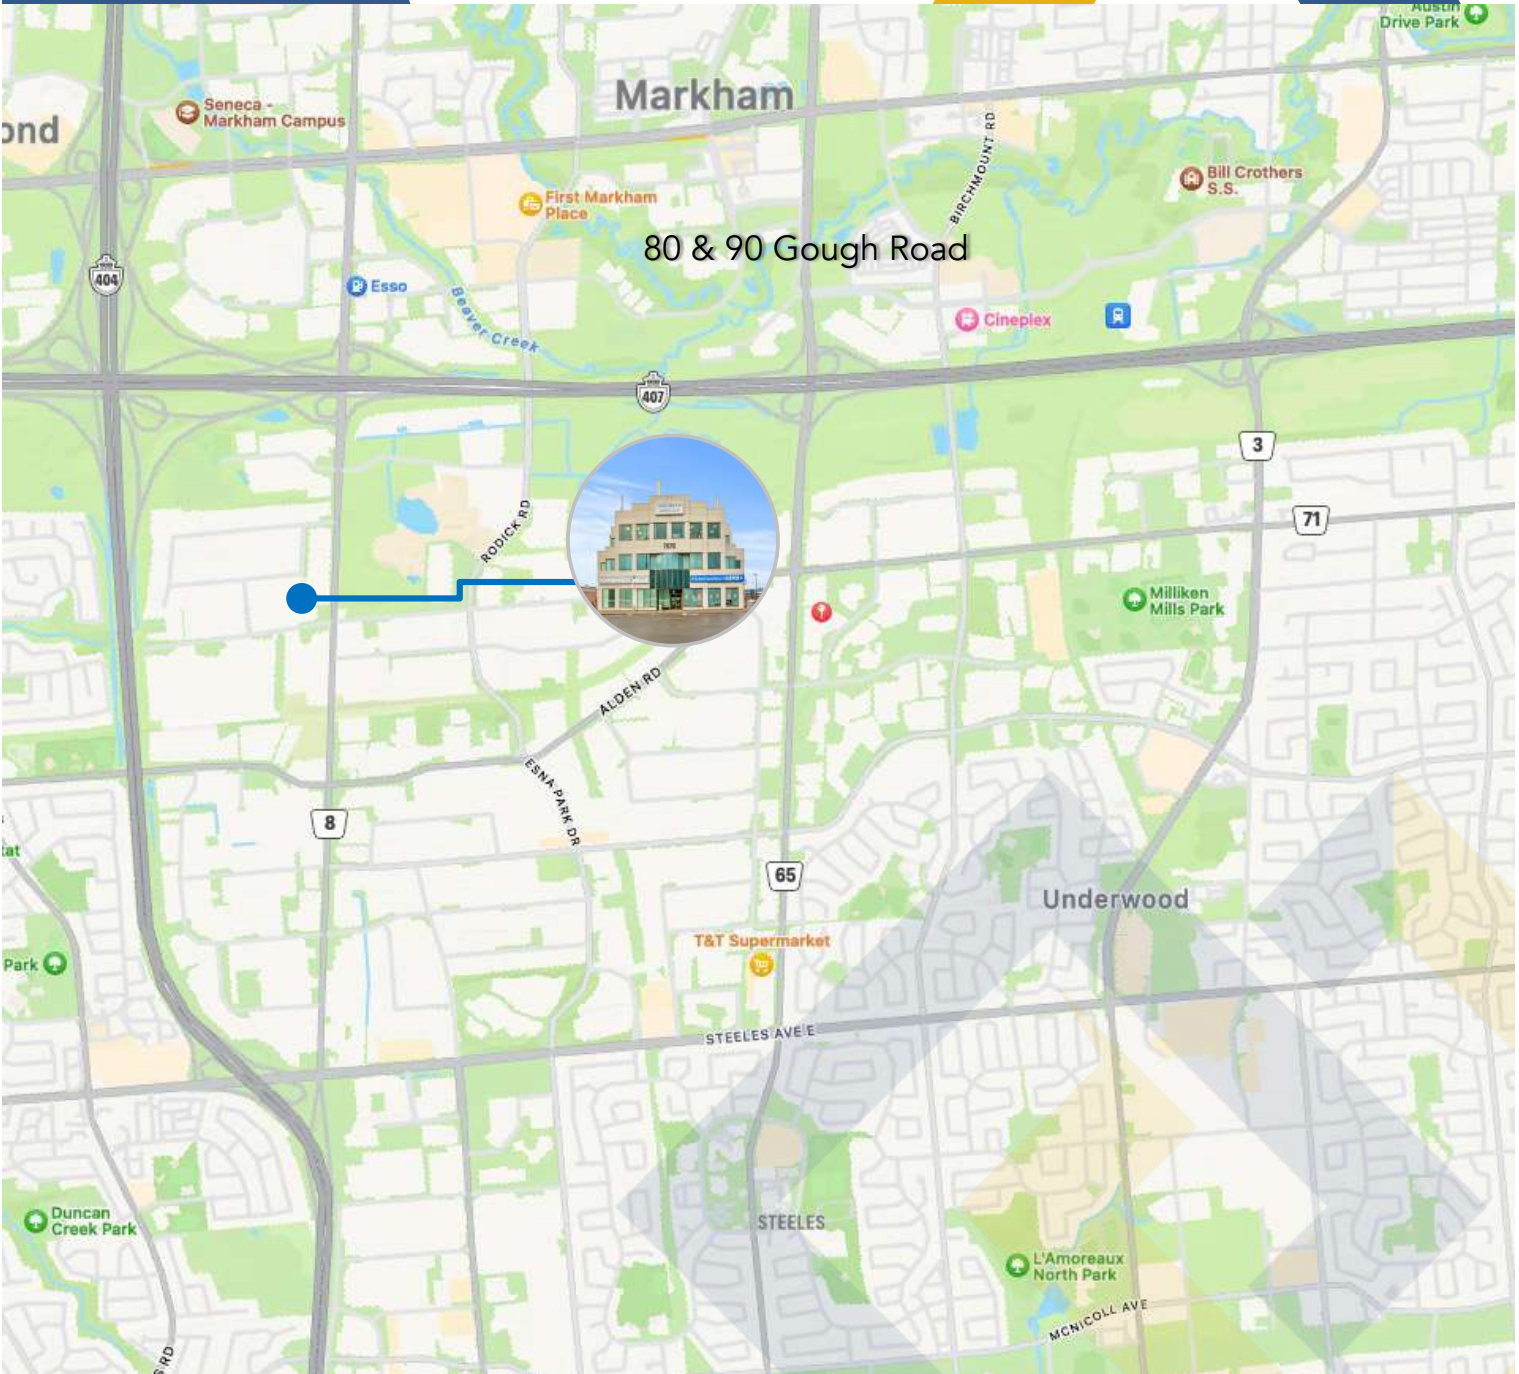 Austin
Drive Park
Markham
Seneca -
Markham Campus
ond
BIRCHMOUNT RD
Bill Crothers
S.S.
First Markham
Place
80 & 90 Gough Road
404
Esso
Beaver Creek
Cineplex
407
3
RODICK RD
71
Milliken
Mills Park
ALDEN RD
ESNA PARK DR
8
tat
65
Underwood
T&T Supermarket
Park
STEELES AVE E
Duncan
Creek Park
STEELES
L'Amoreaux
North Park
MCNICOLL AVE
S RD